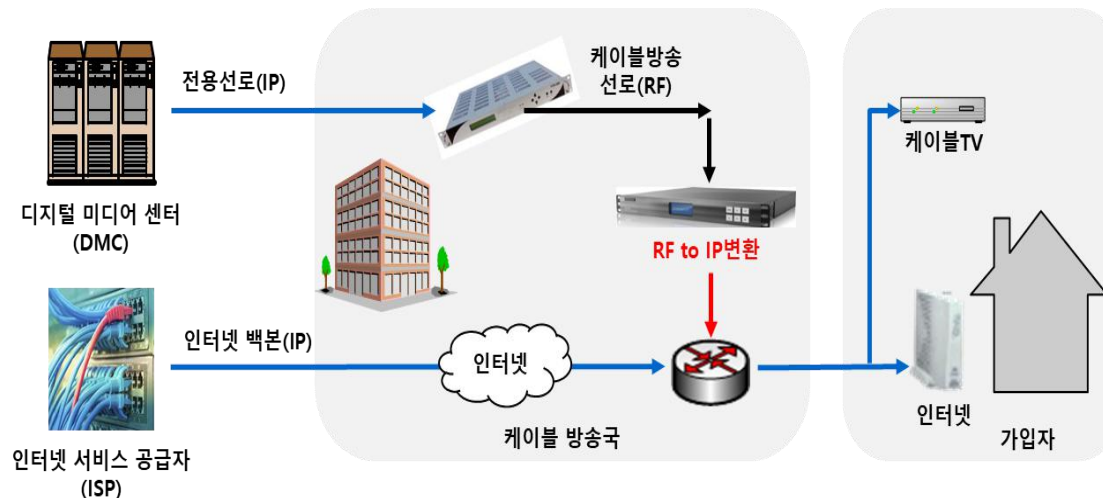 전용선로(IP)
케이블방송
선로(RF)
디지털 미디어 센터
(DMC)
케이블TV
RF to IP변환
인터넷 백본(IP)
인터넷
인터넷
케이블 방송국
가입자
인터넷 서비스 공급자
(ISP)